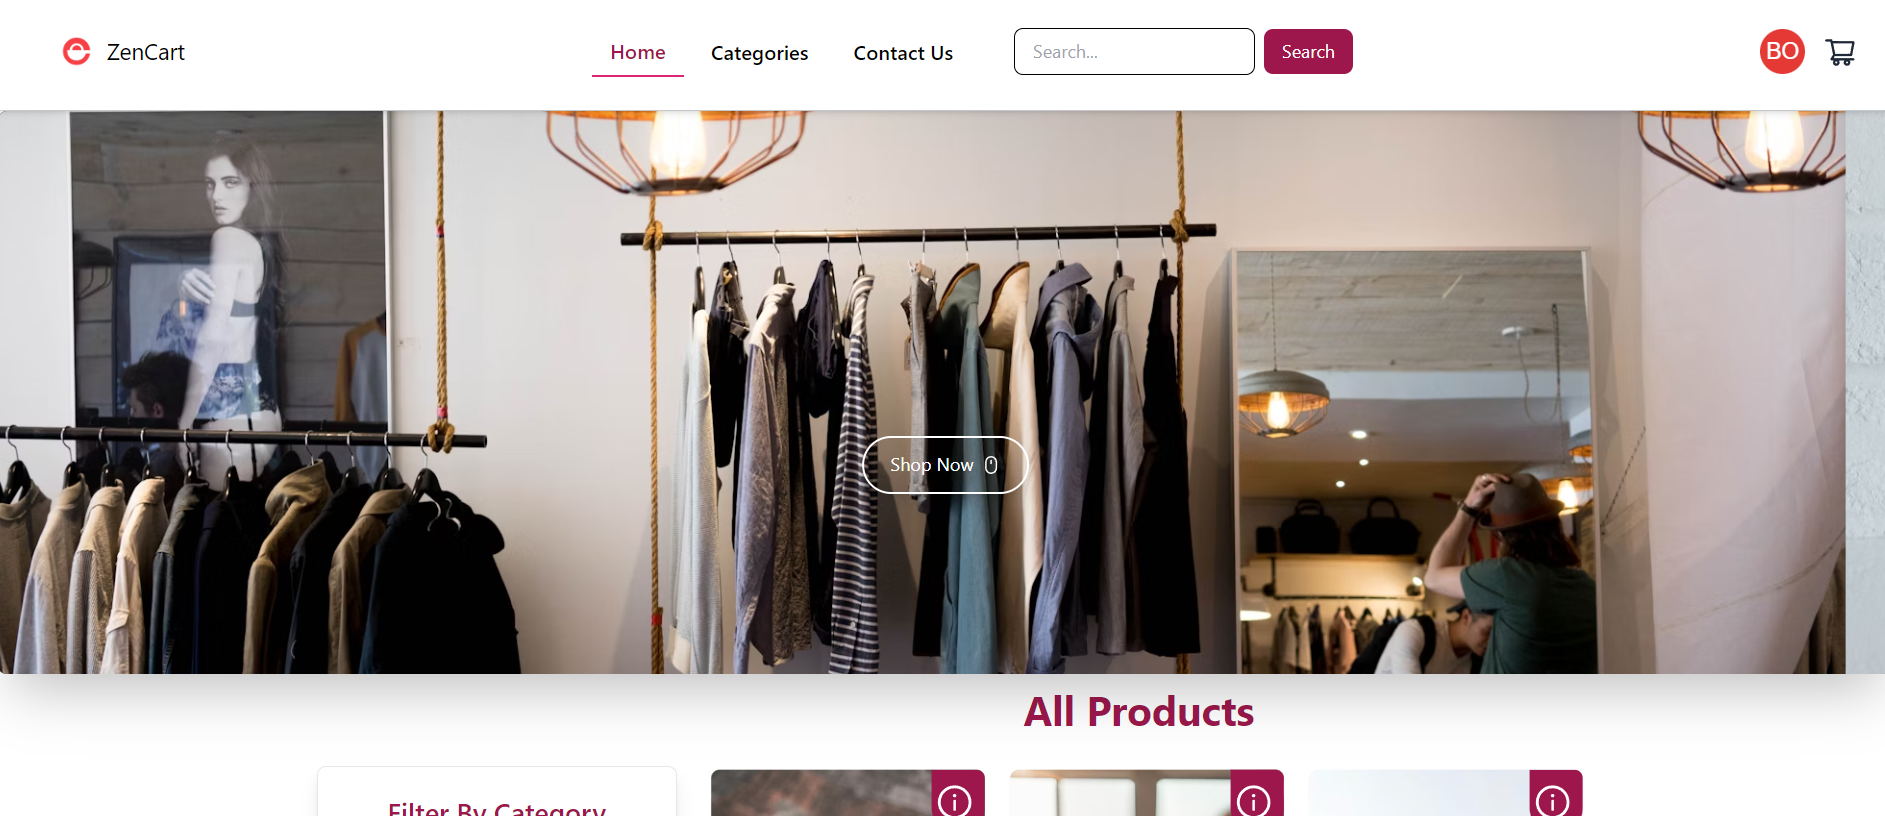 ZenCart
Home
Categories
Contact Us
Search...
Search
BO
Shop Now
All Products
Filter By Category